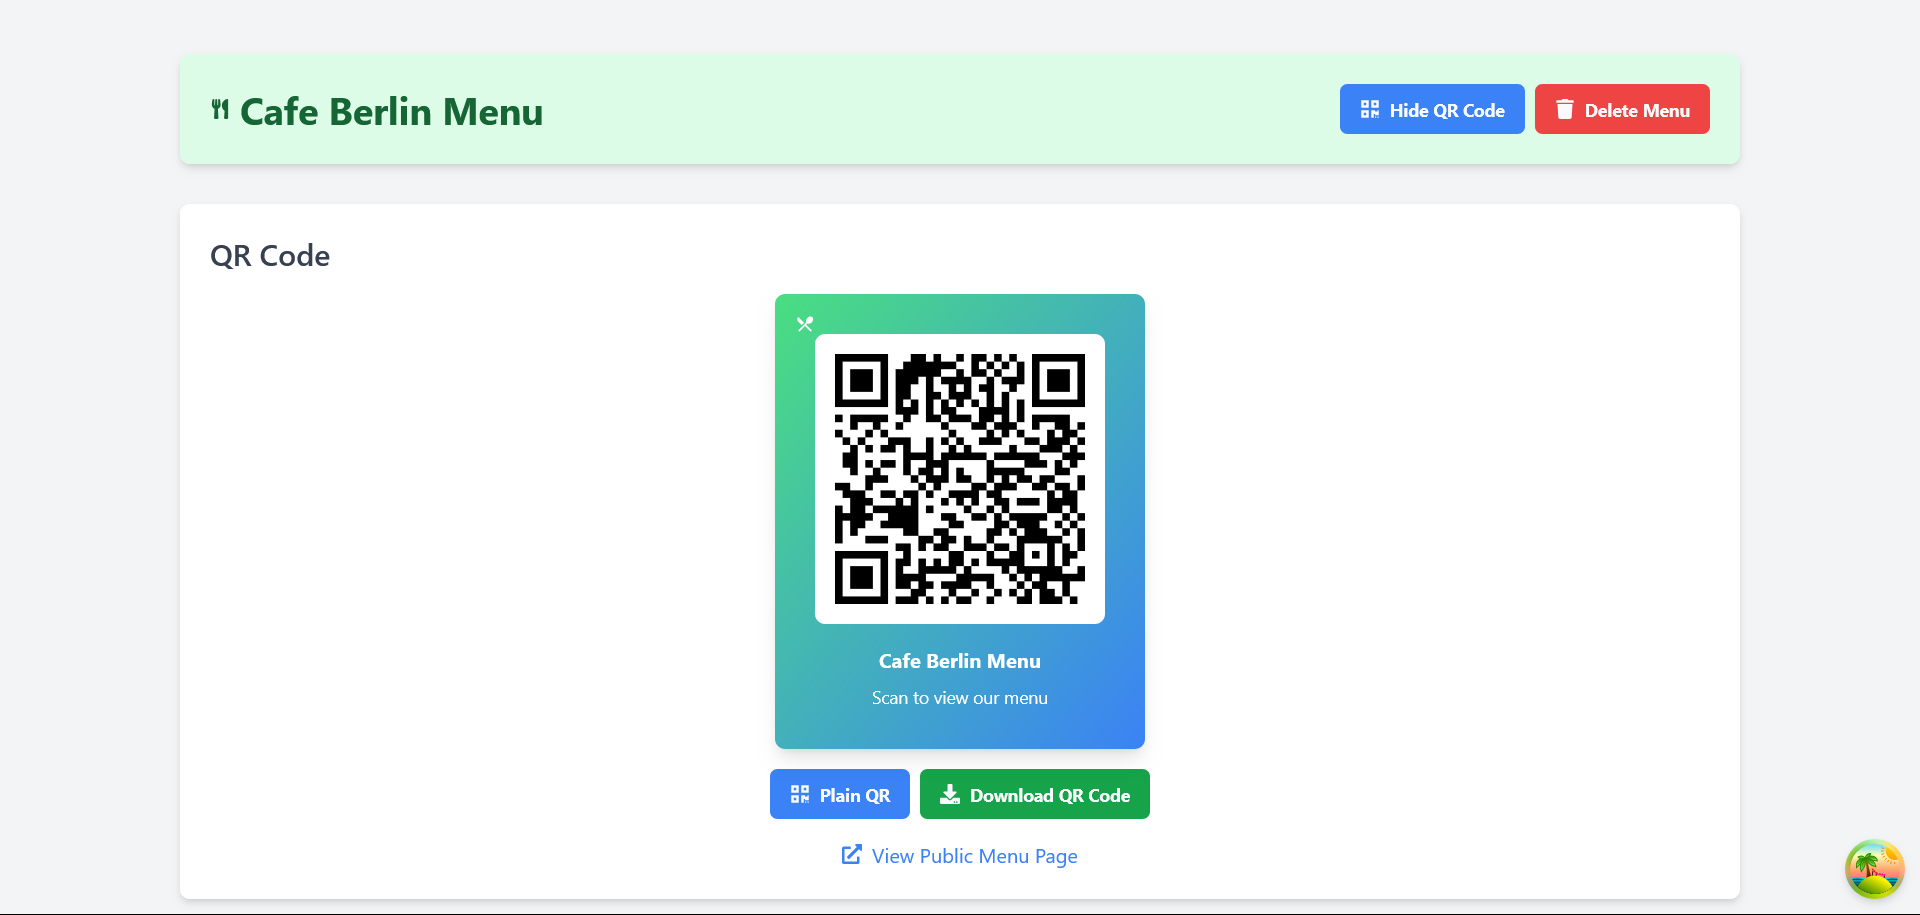 Cafe Berlin Menu
Hide QR Code
Delete Menu
QR Code
Cafe Berlin Menu
Scan to view our menu
Plain QR
Download QR Code
View Public Menu Page